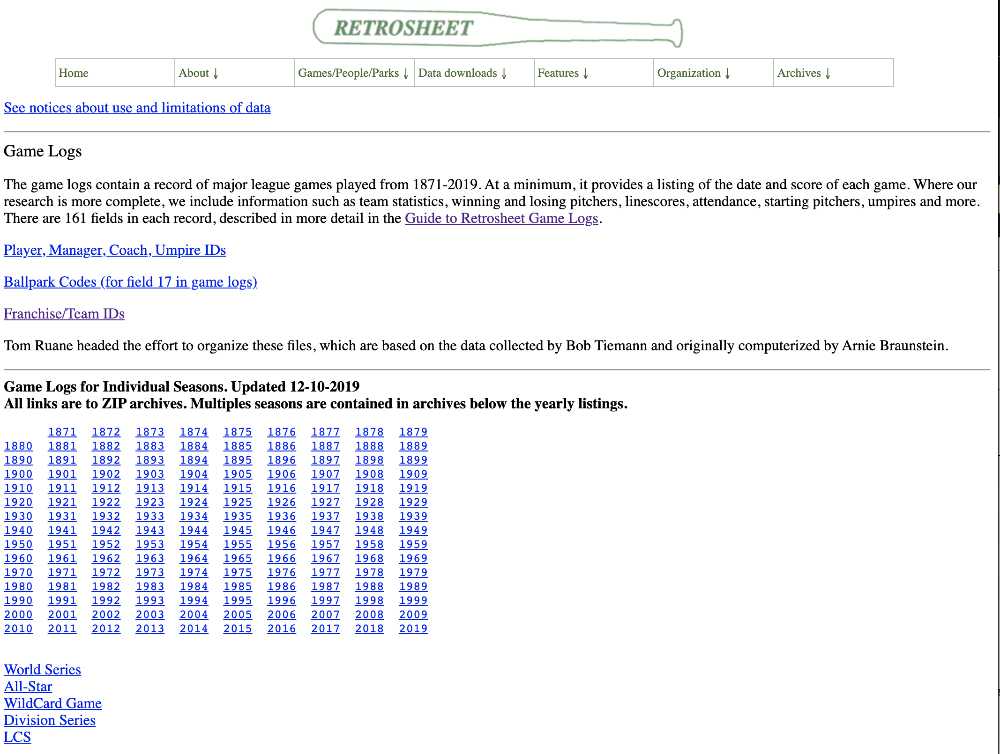 RETROSHEET
Home About ↓ Games/People/Parks ↓ Data downloads ↓ Features ↓ Organization ↓ Archives ↓
See notices about use and limitations of data
Game Logs
The game logs contain a record of major league games played from 1871-2019. At a minimum, it provides a listing of the date and score of each game. Where our
research is more complete, we include information such as team statistics, winning and losing pitchers, linescores, attendance, starting pitchers, umpires and more.
There are 161 fields in each record, described in more detail in the Guide to Retrosheet Game Logs.
Player, Manager, Coach, Umpire IDs
Ballpark Codes (for field 17 in game logs)
Franchise/Team IDs
Tom Ruane headed the effort to organize these files, which are based on the data collected by Bob Tiemann and originally computerized by Arnie Braunstein.
Game Logs for Individual Seasons. Updated 12-10-2019
All links are to ZIP archives. Multiples seasons are contained in archives below the yearly listings.
1871 1872 1873 1874 1875 1876 1877 1878 1879
1880 1881 1882 1883 1884 1885 1886 1887 1888 1889
1890 1891 1892 1893 1894 1895 1896 1897 1898 1899
1900 1901 1902 1903 1904 1905 1906 1907 1908 1909
1910 1911 1912 1913 1914 1915 1916 1917 1918 1919
1920 1921 1922 1923 1924 1925 1926 1927 1928 1929
1930 1931 1932 1933 1934 1935 1936 1937 1938 1939
1940 1941 1942 1943 1944 1945 1946 1947 1948 1949
1950 1951 1952 1953 1954 1955 1956 1957 1958 1959
1960 1961 1962 1963 1964 1965 1966 1967 1968 1969
1970 1971 1972 1973 1974 1975 1976 1977 1978 1979
1980 1981 1982 1983 1984 1985 1986 1987 1988 1989
1990 1991 1992 1993 1994 1995 1996 1997 1998 1999
2000 2001 2002 2003 2004 2005 2006 2007 2008 2009
2010 2011 2012 2013 2014 2015 2016 2017 2018 2019
World Series
All-Star
WildCard Game
Division Series
LCS